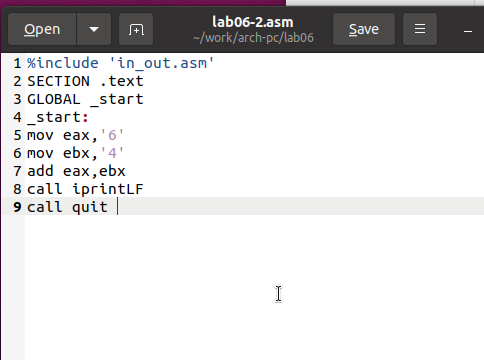 Open
lab06-2.asm
~/work/arch-pc/lab06
Save
1 %include 'in_out.asm'
2 SECTION .text
3 GLOBAL _start
4 _start:
5 mov eax,'6'
6 mov ebx,'4'
7 add eax,ebx
8 call iprintLF
9 call quit